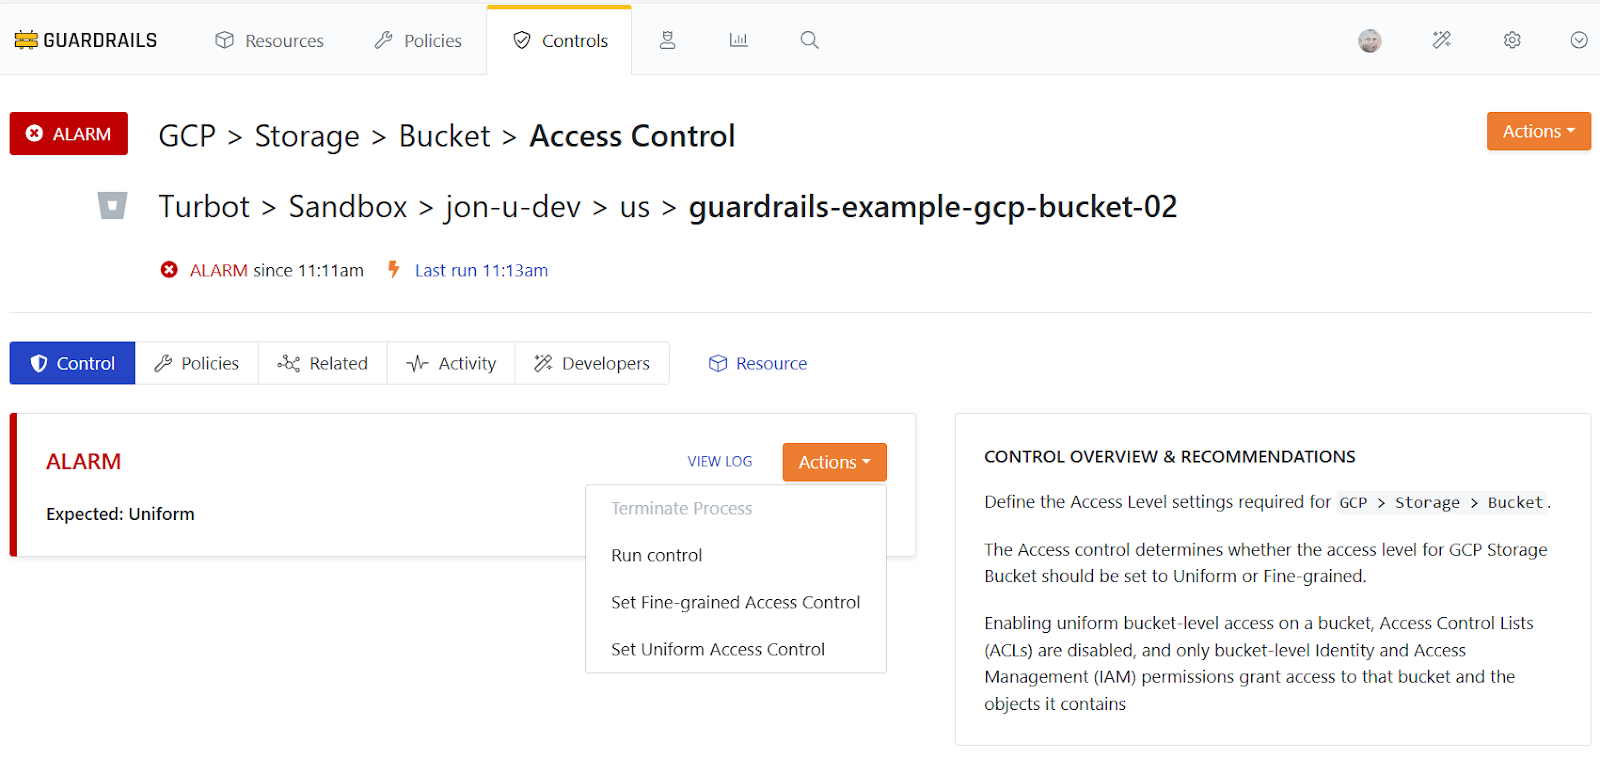 GUARDRAILS Resources Policies Controls
ALARM GCP > Storage > Bucket > Access Control Actions
Turbot > Sandbox > jon-u-dev > us > guardrails-example-gcp-bucket-02
ALARM since 11:11am Last run 11:13am
Control Policies Related Activity Developers Resource
ALARM VIEW LOG Actions
Expected: Uniform
Terminate Process
Run control
Set Fine-grained Access Control
Set Uniform Access Control
CONTROL OVERVIEW & RECOMMENDATIONS
Define the Access Level settings required for GCP > Storage > Bucket.
The Access control determines whether the access level for GCP Storage
Bucket should be set to Uniform or Fine-grained.
Enabling uniform bucket-level access on a bucket, Access Control Lists
(ACLs) are disabled, and only bucket-level Identity and Access
Management (IAM) permissions grant access to that bucket and the
objects it contains